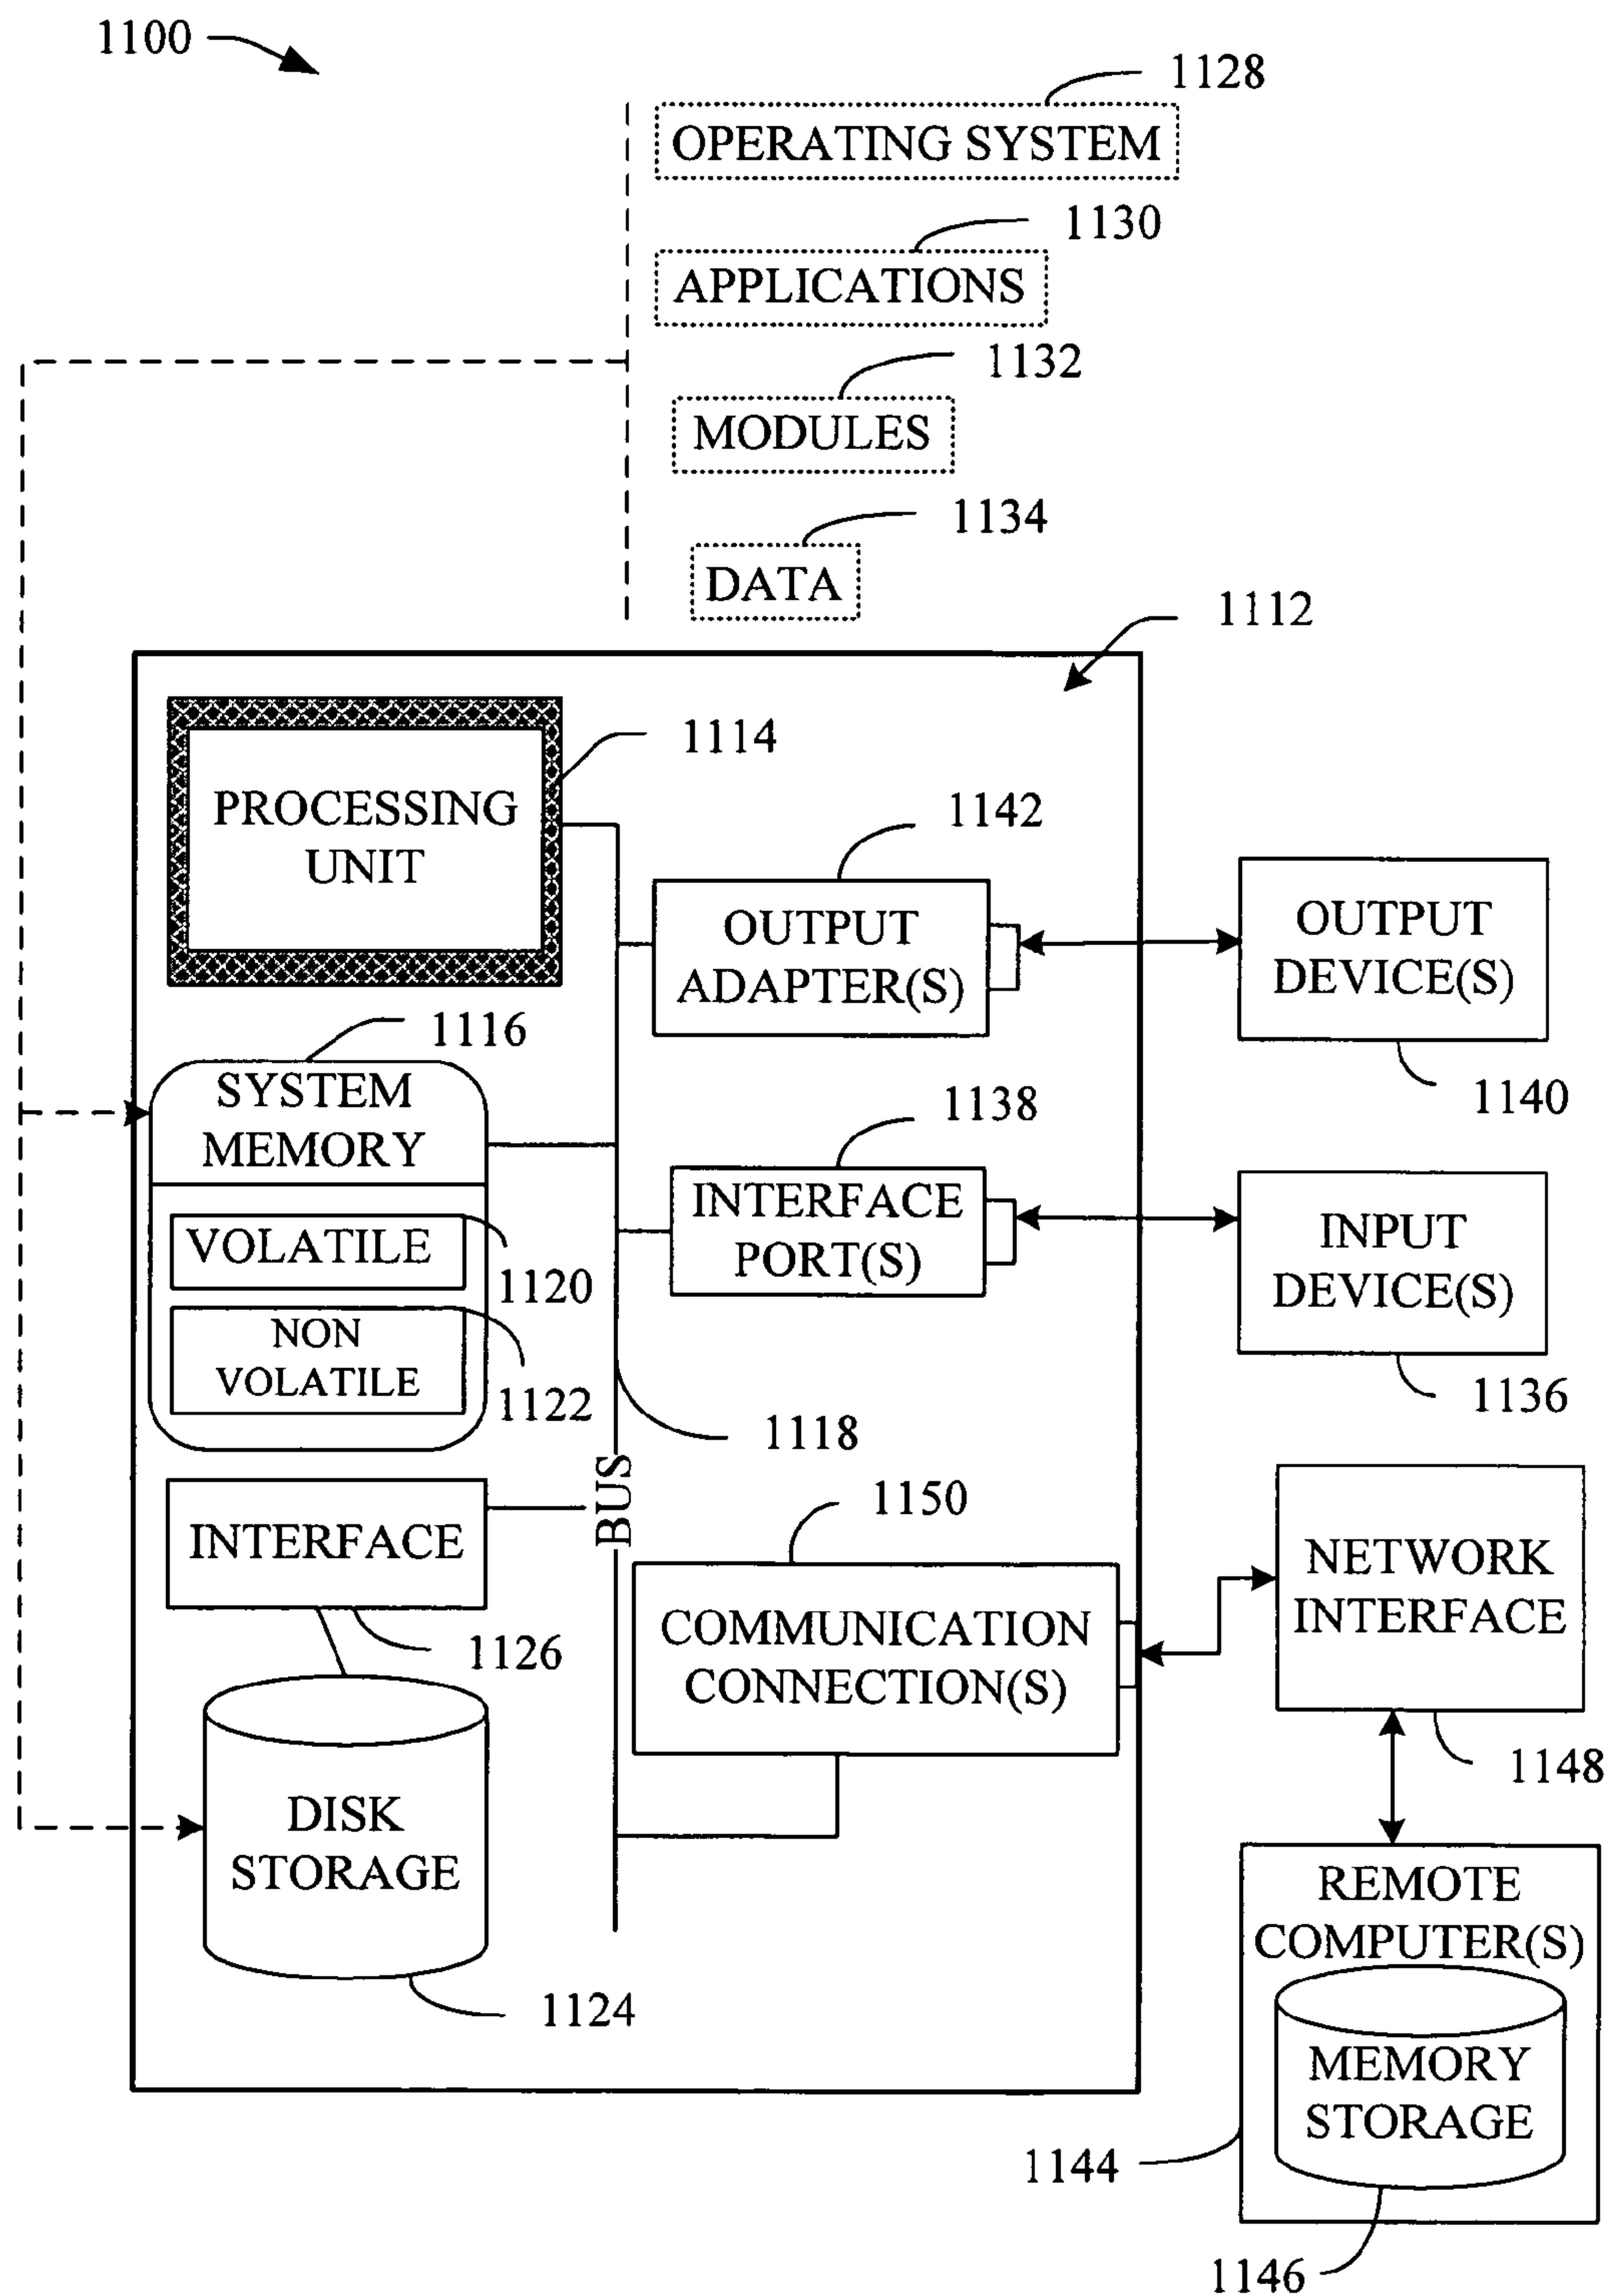 1100
1128
OPERATING SYSTEM
1130
APPLICATIONS
1132
MODULES
1134
DATA
1112
1114
PROCESSING
UNIT
1142
OUTPUT
ADAPTER(S)
OUTPUT
DEVICE(S)
1140
1116
SYSTEM
MEMORY
VOLATILE
1120
NON
VOLATILE
1122
1138
INTERFACE
PORT(S)
INPUT
DEVICE(S)
1136
1118
BUS
INTERFACE
1126
1150
COMMUNICATION
CONNECTION(S)
NETWORK
INTERFACE
1148
DISK
STORAGE
1124
REMOTE
COMPUTER(S)
MEMORY
STORAGE
1144
1146